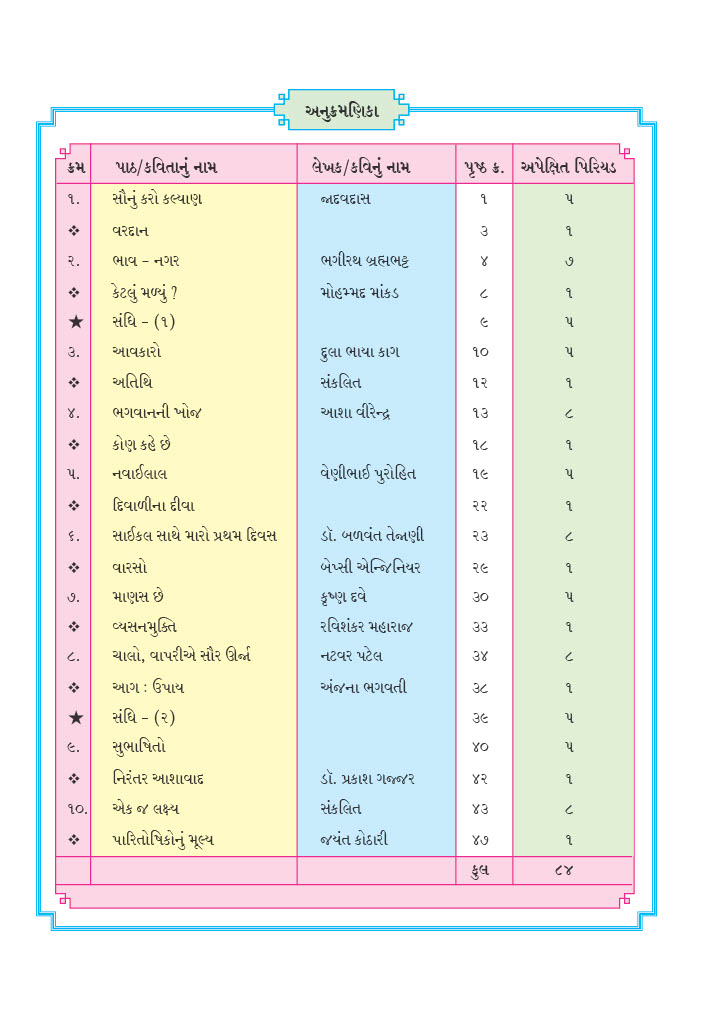 અનુક્રમણિકા
ક્રમ પાઠ/કવિતાનું નામ લેખક/કવિનું નામ પૃષ્ઠ ક્ર. અપેક્ષિત પિરિયડ
૧. સૌનું કરો કલ્યાણ જાદવદાસ ૧ ૫
❖ વરદાન ૩ ૧
૨. ભાવ – નગર ભગીરથ બ્રહ્મભટ્ટ ૪ ૭
❖ કેટલું મળ્યું ? મોહમ્મદ માંકડ ૮ ૧
★ સંધિ – (૧) ૯ ૫
૩. આવકારો દુલા ભાયા કાગ ૧૦ ૫
❖ અતિથિ સંકલિત ૧૨ ૧
૪. ભગવાનની ખોજ આશા વીરેન્દ્ર ૧૩ ૮
❖ કોણ કહે છે ૧૮ ૧
૫. નવાઈલાલ વેણીભાઈ પુરોહિત ૧૯ ૫
❖ દિવાળીના દીવા ૨૨ ૧
૬. સાઈકલ સાથે મારો પ્રથમ દિવસ ડૉ. બળવંત તેજાણી ૨૩ ૮
❖ વારસો બેપ્સી એન્જિનિયર ૨૯ ૧
૭. માણસ છે કૃષ્ણ દવે ૩૦ ૫
❖ વ્યસનમુક્તિ રવિશંકર મહારાજ ૩૩ ૧
૮. ચાલો, વાપરીએ સૌર ઊર્જા નટવર પટેલ ૩૪ ૮
❖ આગ : ઉપાય અંજના ભગવતી ૩૮ ૧
★ સંધિ – (૨) ૩૯ ૫
૯. સુભાષિતો ૪૦ ૫
❖ નિરંતર આશાવાદ ડૉ. પ્રકાશ ગજ્જર ૪૨ ૧
૧૦. એક જ લક્ષ્ય સંકલિત ૪૩ ૮
❖ પારિતોષિકોનું મૂલ્ય જયંત કોઠારી ૪૭ ૧
કુલ ૮૪